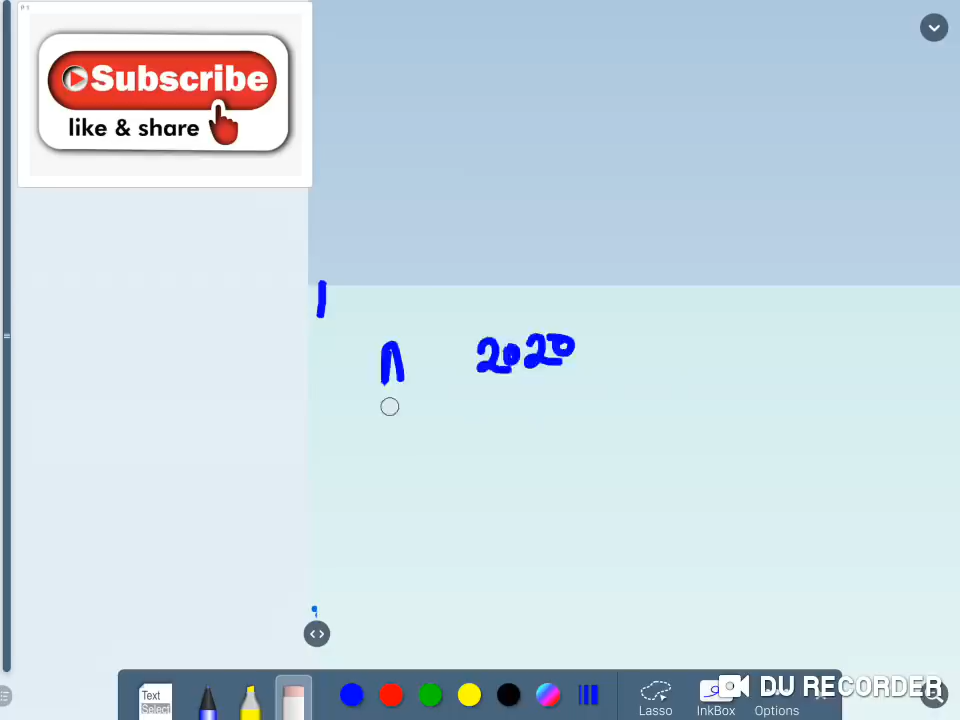 P 1
Subscribe
like & share
2020
Text
Select
Lasso
InkBox
Options
DU RECORDER